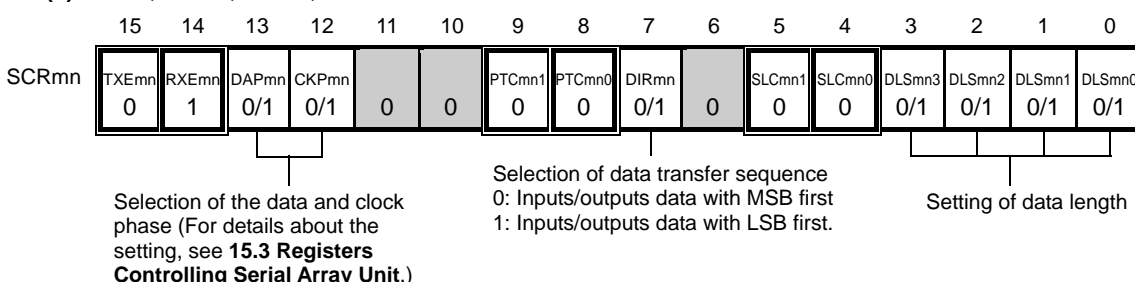 15 14 13 12 11 10 9 8 7 6 5 4 3 2 1 0
SCRmn TXEmn RXEmn DAPmn CKPmn PTCmn1 PTCmn0 DIRmn SLCmn1 SLCmn0 DLSmn3 DLSmn2 DLSmn1 DLSmn0
0 1 0/1 0/1 0 0 0 0 0/1 0 0 0 0/1 0/1 0/1 0/1
Selection of the data and clock
phase (For details about the
setting, see 15.3 Registers
Controlling Serial Array Unit.)
Selection of data transfer sequence
0: Inputs/outputs data with MSB first
1: Inputs/outputs data with LSB first.
Setting of data length